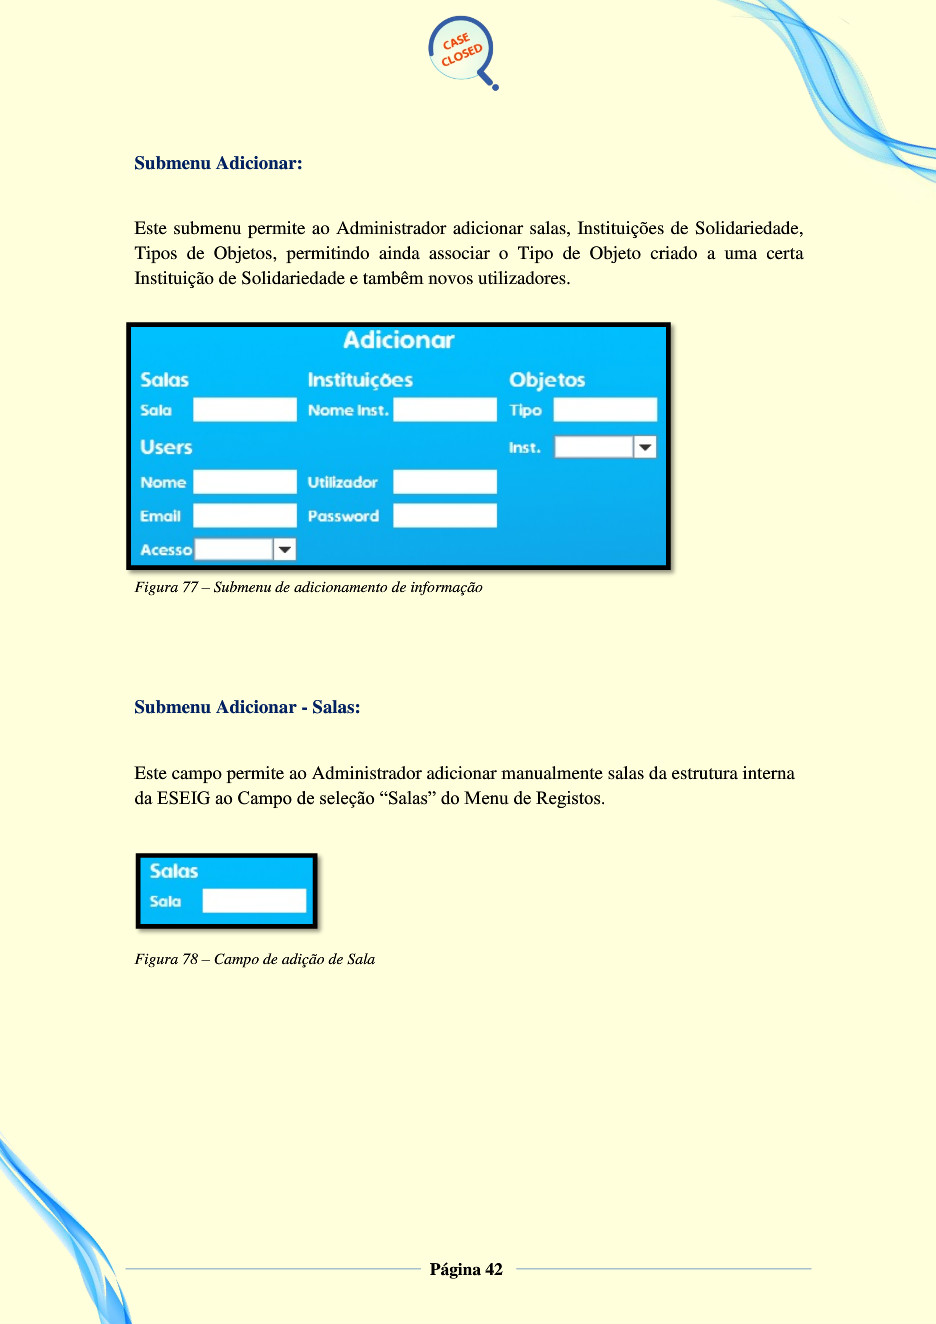 CASE
CLOSED
Submenu Adicionar:
Este submenu permite ao Administrador adicionar salas, Instituições de Solidariedade,
Tipos de Objetos, permitindo ainda associar o Tipo de Objeto criado a uma certa
Instituição de Solidariedade e tambêm novos utilizadores.
Adicionar
Salas Instituições Objetos
Sala Nome Inst. Tipo
Users Inst.
Nome Utilizador
Email Password
Acesso
Figura 77 – Submenu de adicionamento de informação
Submenu Adicionar - Salas:
Este campo permite ao Administrador adicionar manualmente salas da estrutura interna
da ESEIG ao Campo de seleção “Salas” do Menu de Registos.
Salas
Sala
Figura 78 – Campo de adição de Sala
Página 42